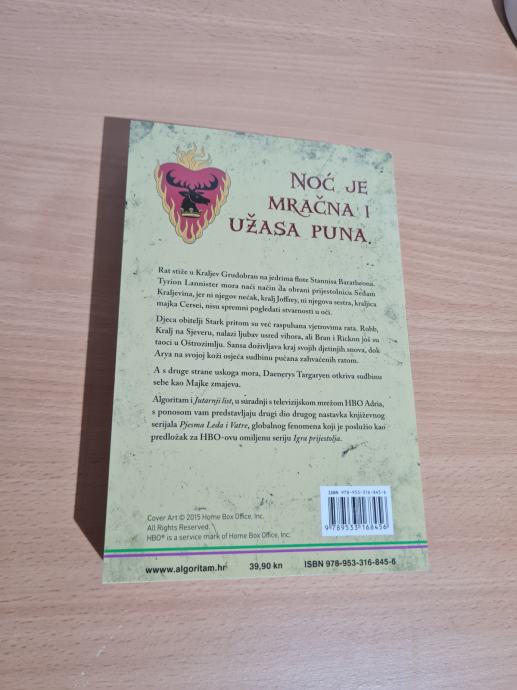 NOĆ JE
MRAČNA I
UŽASA PUNA
Rat stiže u Kraljev Grudobran na jedrima flote Stannisa Baratheona.
Tyrion Lannister mora naći način da obrani prijestolnicu Sedam
Kraljevina, jer ni njegov nećak, kralj Joffrey, ni njegova sestra, kraljica
majka Cersei, nisu spremni pogledati stvarnosti u oči.
Djeca obitelji Stark pritom su već raspuhana vjetrovima rata. Robb,
Kralj na Sjeveru, nalazi ljubav usred vihora, ali Bran i Rickon još su
taoci u Oštrozimlju. Sansa doživljava kraj svojih djetinjih snova, dok
Arya na svojoj koži osjeća sudbinu pučana zahvaćenih ratom.
A s druge strane uskoga mora, Daenerys Targaryen otkriva sudbinu
sebe kao Majke zmajeva.
Algoritam i Jutarnji list, u suradnji s televizijskom mrežom HBO Adria,
s ponosom vam predstavljaju drugi dio drugog nastavka književnog
serijala Pjesma Leda i Vatre, globalnog fenomena koji je poslužio kao
predložak za HBO-ovu omiljenu seriju Igra prijestolja.
ISBN 978-953-316-845-6
9 789533 168456
Cover Art © 2015 Home Box Office, Inc.
All Rights Reserved.
HBO® is a service mark of Home Box Office, Inc.
www.algoritam.hr 39,90 kn ISBN 978-953-316-845-6